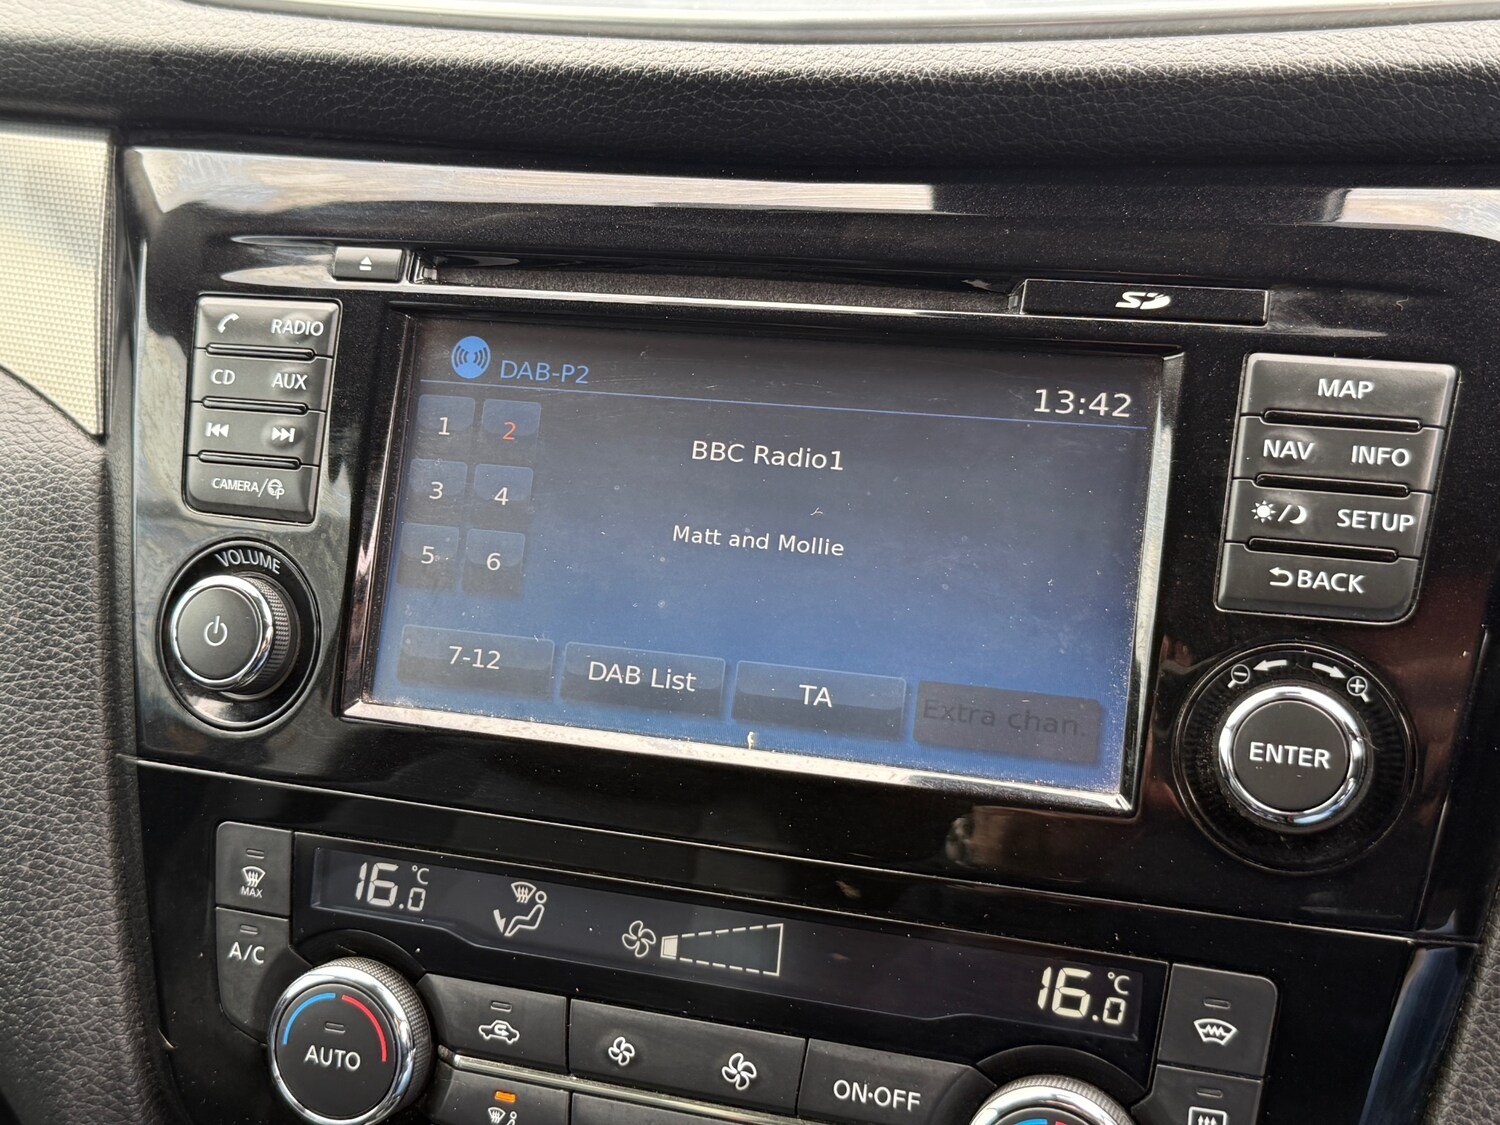 RADIO
CD AUX
CAMERA/
VOLUME
DAB-P2
13:42
1 2
3 4
5 6
BBC Radio1
Matt and Mollie
7-12
DAB List
TA
Extra chan.
SD
MAP
NAV INFO
SETUP
BACK
ENTER
MAX
A/C
16.0 °C
16.0 °C
AUTO
ON·OFF